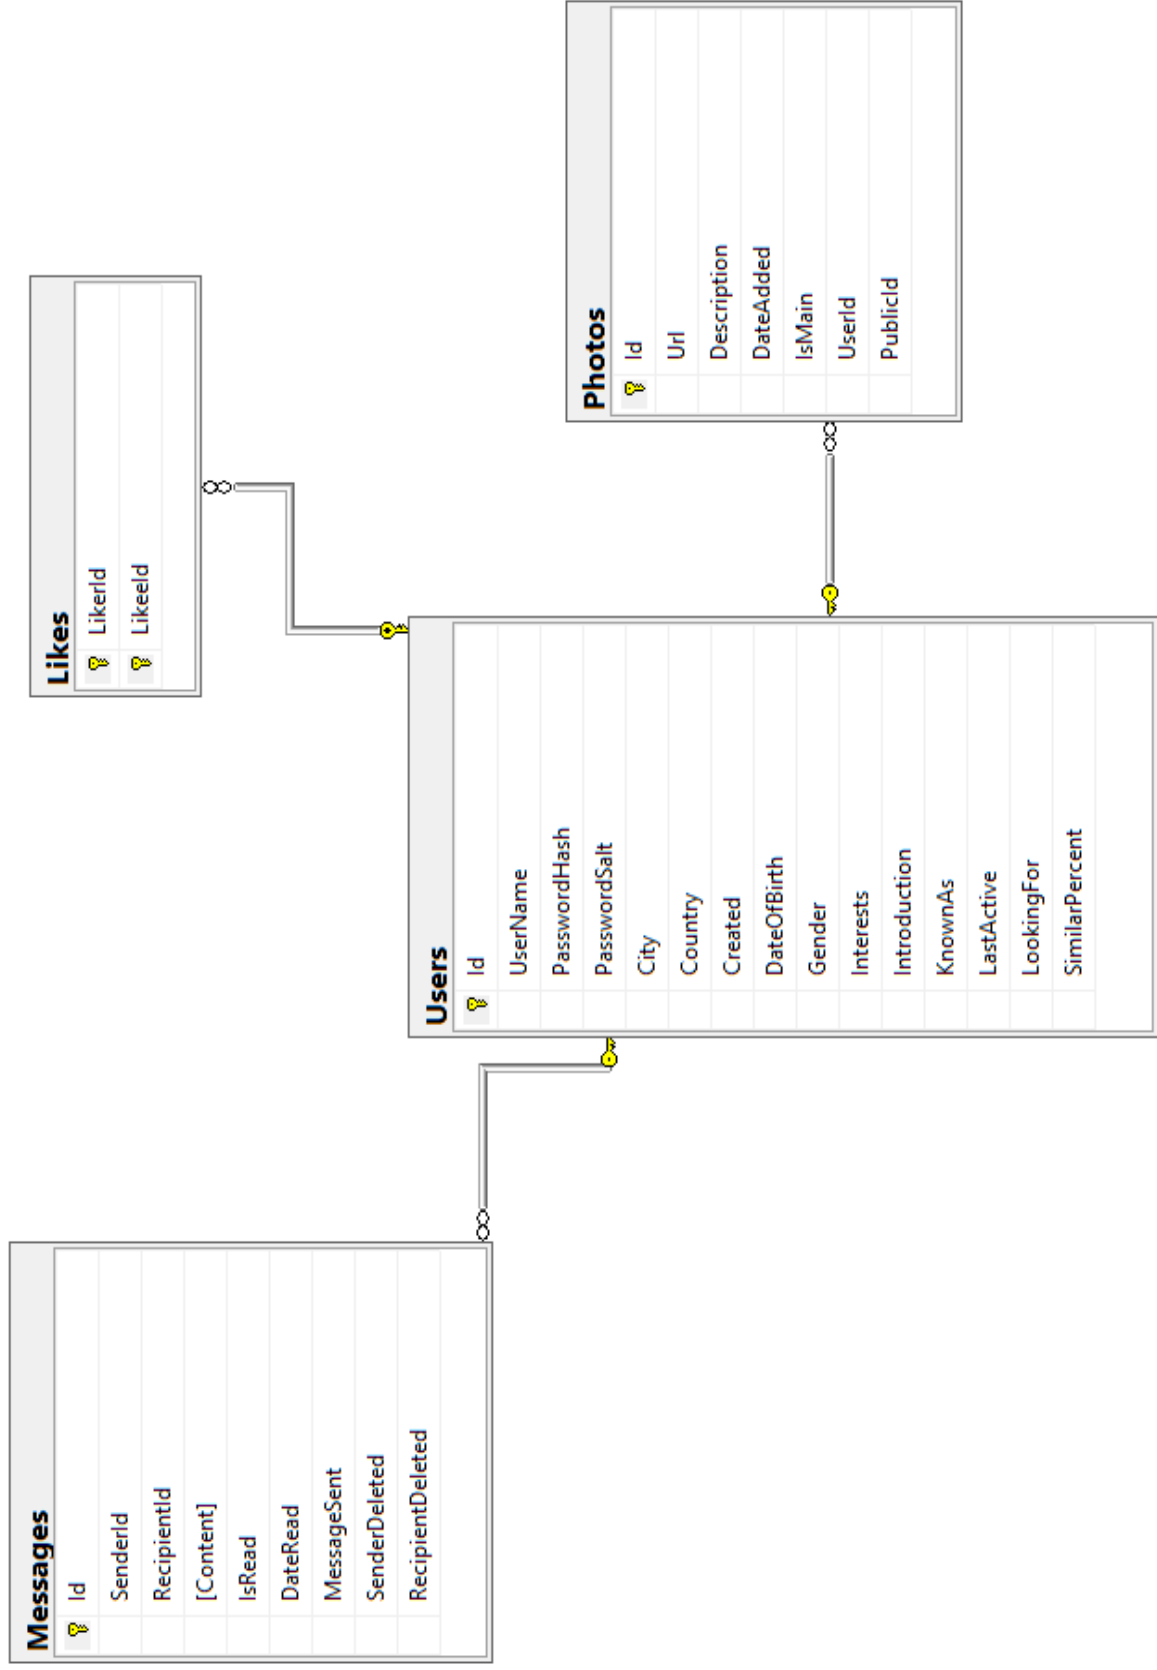 Messages
Id
SenderId
RecipientId
[Content]
IsRead
DateRead
MessageSent
SenderDeleted
RecipientDeleted
Users
Id
UserName
PasswordHash
PasswordSalt
City
Country
Created
DateOfBirth
Gender
Interests
Introduction
KnownAs
LastActive
LookingFor
SimilarPercent
Likes
LikerId
LikeeId
Photos
Id
Url
Description
DateAdded
IsMain
UserId
PublicId